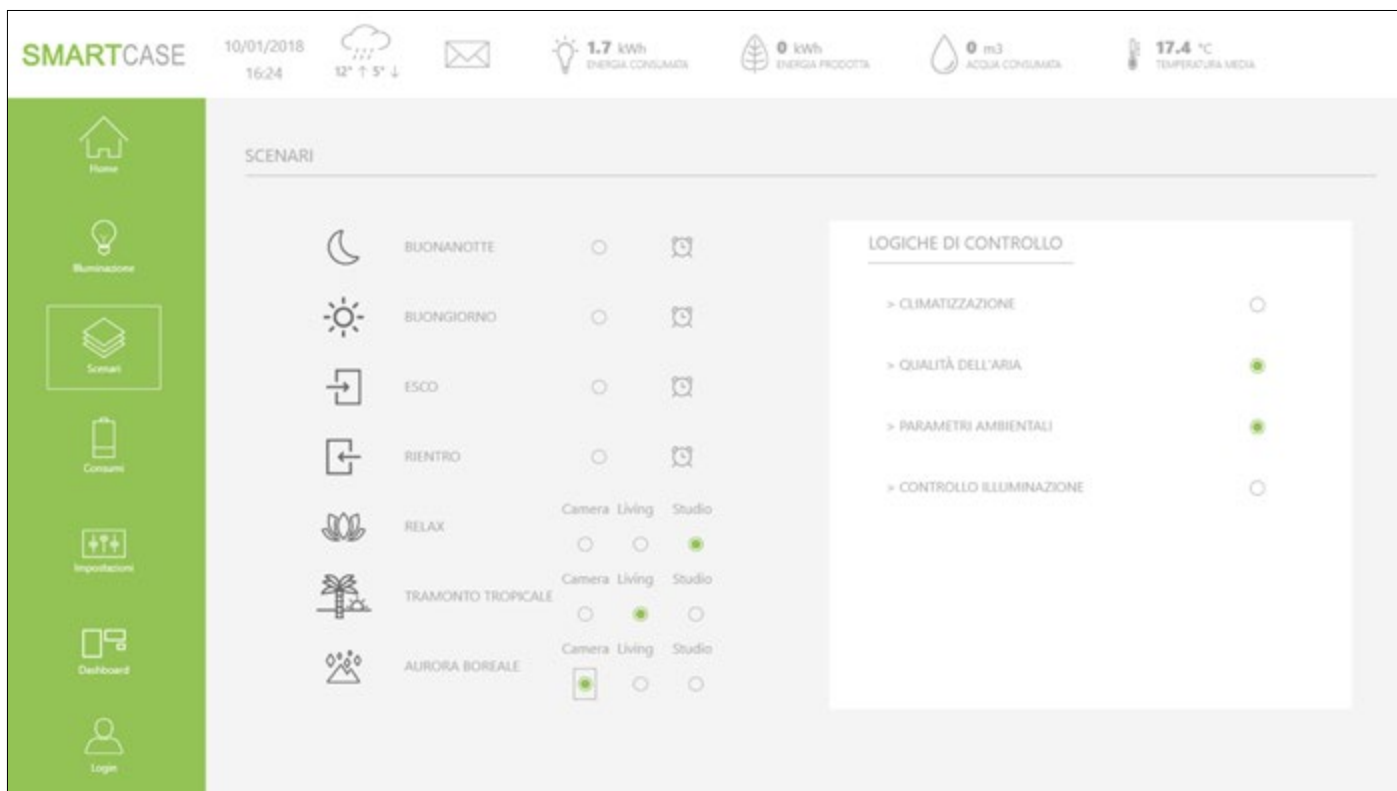 SMARTCASE
10/01/2018
16:24
12° ↑ 5° ↓
1.7 kWh
ENERGIA CONSUMATA
0 kWh
ENERGIA PRODOTTA
0 m3
ACQUA CONSUMATA
17.4 °C
TEMPERATURA MEDIA
Home
Illuminazione
Scenari
Consumi
Impostazioni
Dashboard
Login
SCENARI
BUONANOTTE
BUONGIORNO
ESCO
RIENTRO
Camera Living Studio
RELAX
Camera Living Studio
TRAMONTO TROPICALE
Camera Living Studio
AURORA BOREALE
LOGICHE DI CONTROLLO
> CLIMATIZZAZIONE
> QUALITÀ DELL'ARIA
> PARAMETRI AMBIENTALI
> CONTROLLO ILLUMINAZIONE